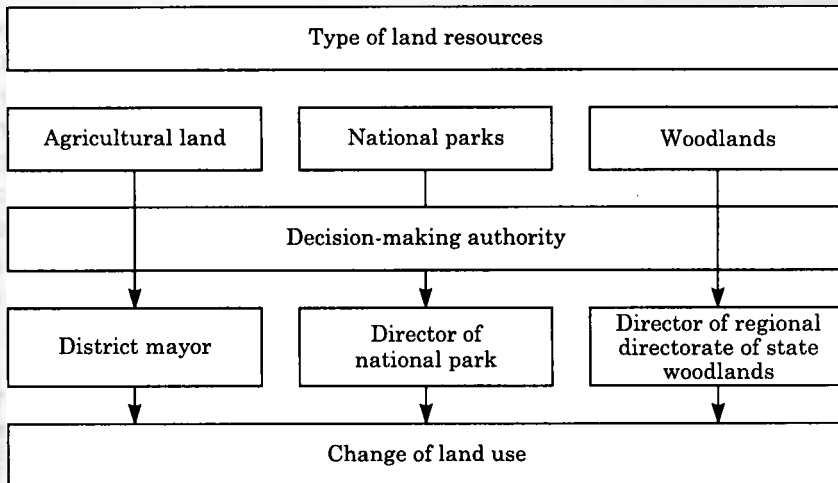 Type of land resources
Agricultural land
National parks
Woodlands
Decision-making authority
District mayor
Director of
national park
Director of regional
directorate of state
woodlands
Change of land use